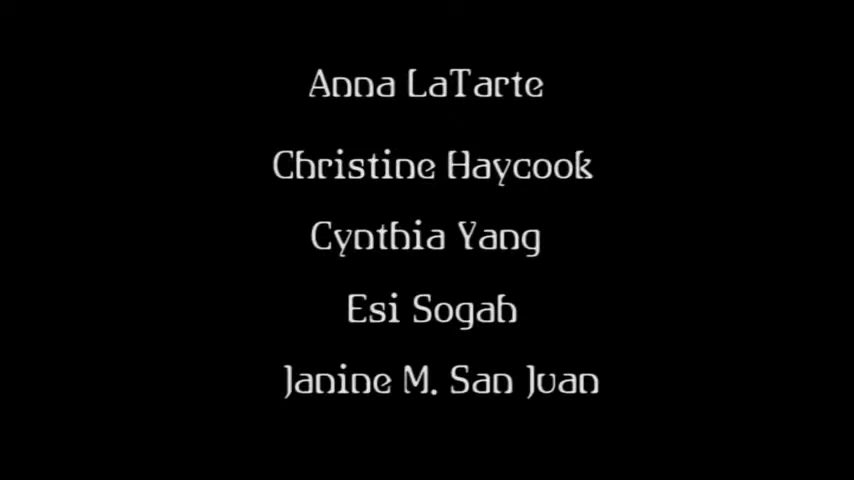 Anna LaTarte
Christine Haycook
Cynthia Yang
Esi Sogah
Janine M. San Juan